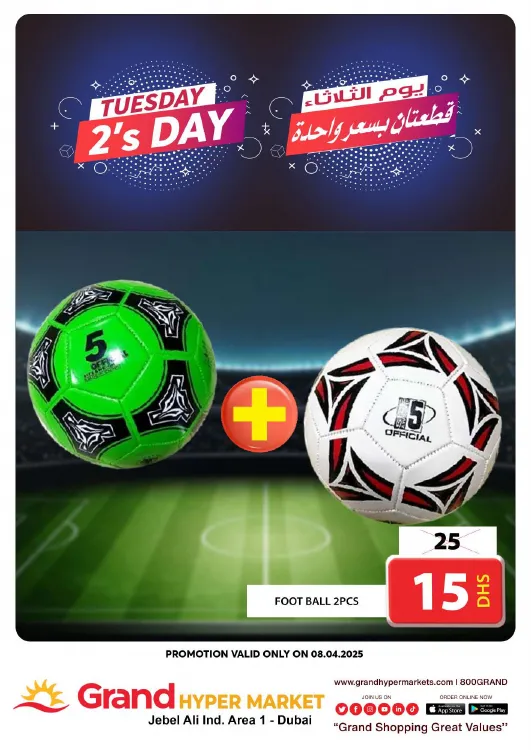 TUESDAY
2's DAY
يوم الثلاثاء
قطعتان بسعر واحدة
5
OFFICIAL
5
OFFICIAL
25
FOOT BALL 2PCS
15 DHS
PROMOTION VALID ONLY ON 08.04.2025
www.grandhypermarkets.com | 800GRAND
Grand HYPER MARKET
JOIN US ON
ORDER ONLINE NOW
App Store
Google Play
Jebel Ali Ind. Area 1 - Dubai
“Grand Shopping Great Values”